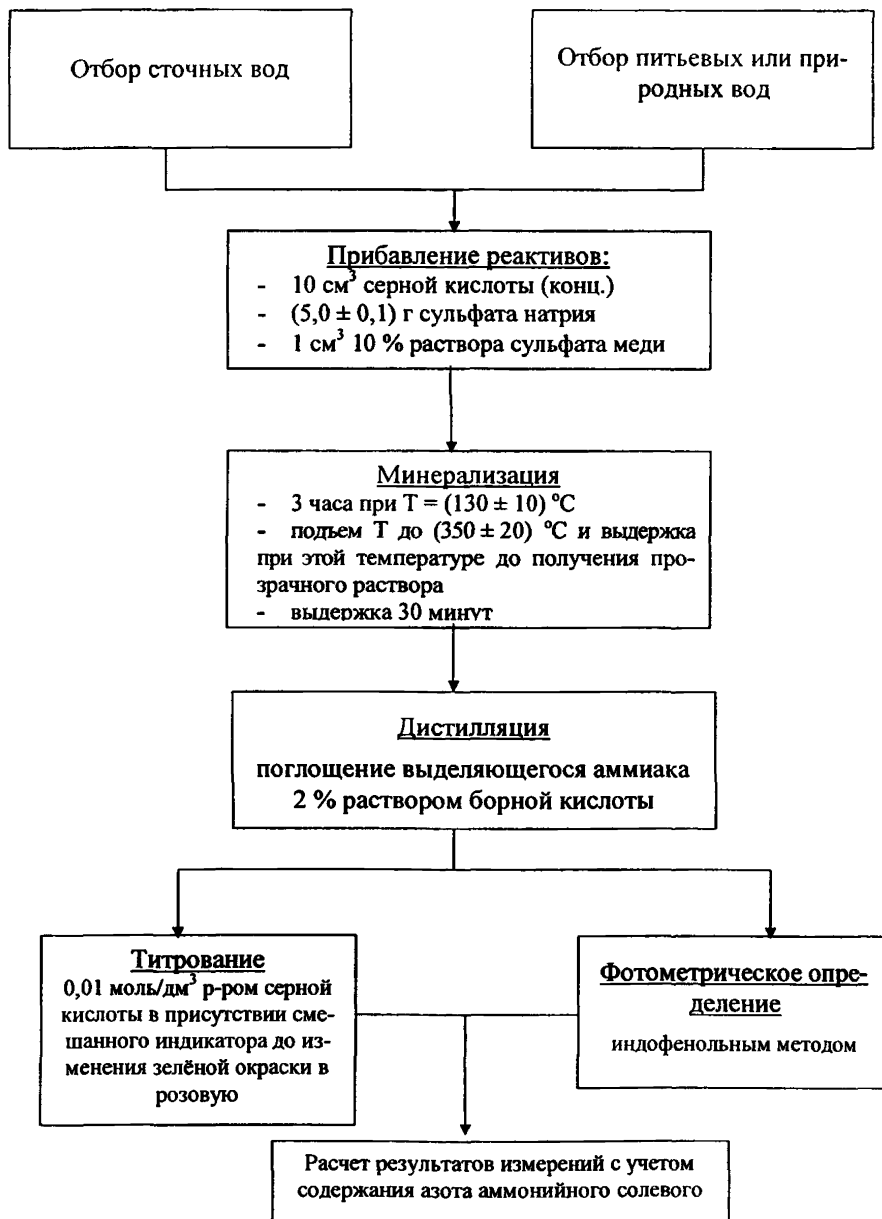 Отбор сточных вод
Отбор питьевых или при-
родных вод
Прибавление реактивов:
- 10 см³ серной кислоты (конц.)
- (5,0 ± 0,1) г сульфата натрия
- 1 см³ 10 % раствора сульфата меди
Минерализация
- 3 часа при Т = (130 ± 10) °С
- подъем Т до (350 ± 20) °С и выдержка
при этой температуре до получения про-
зрачного раствора
- выдержка 30 минут
Дистилляция
поглощение выделяющегося аммиака
2 % раствором борной кислоты
Титрование
0,01 моль/дм³ р-ром серной
кислоты в присутствии сме-
шанного индикатора до из-
менения зелёной окраски в
розовую
Фотометрическое опре-
деление
индофенольным методом
Расчет результатов измерений с учетом
содержания азота аммонийного солевого